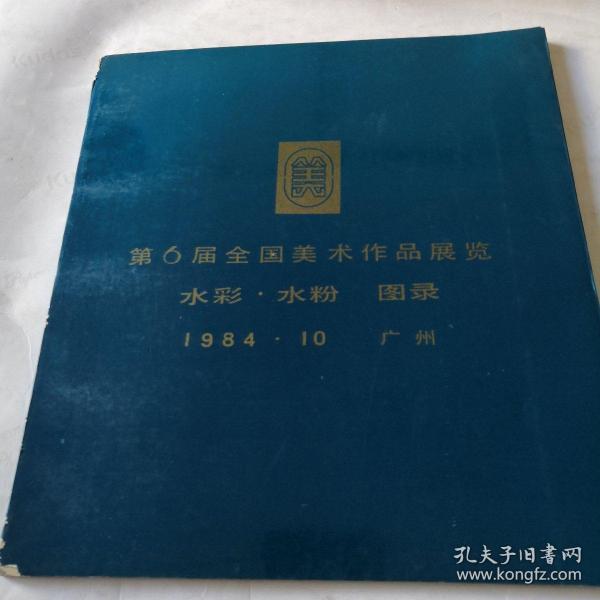 美
第6届全国美术作品展览
水彩·水粉 图录
1984·10 广州
孔夫子旧书网
www.kongfz.com